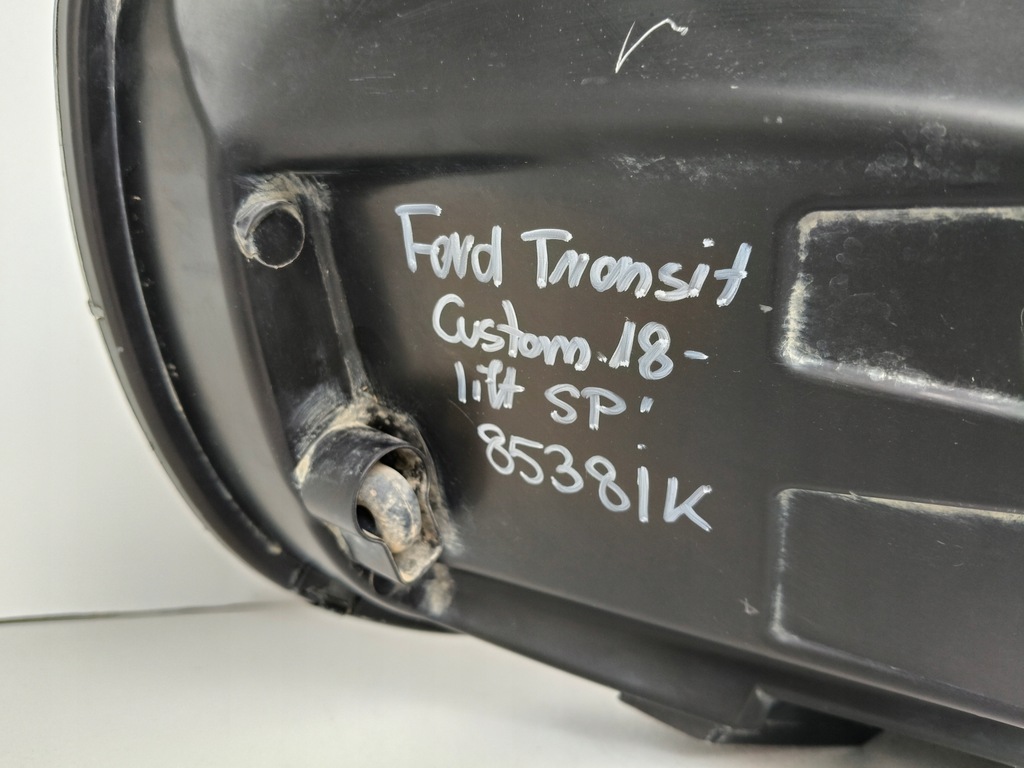 Ford Transit
Custom.18-
lift SP"
85381K